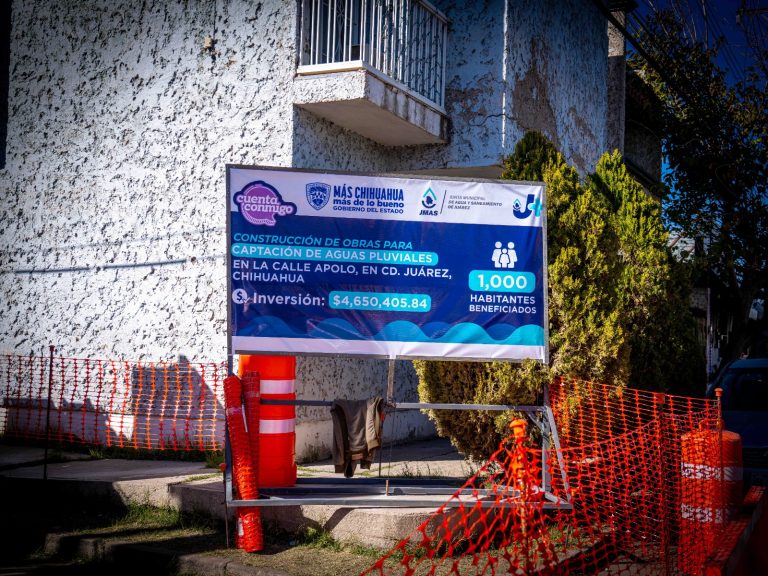 cuenta
conmigo
MÁS CHIHUAHUA
más de lo bueno
GOBIERNO DEL ESTADO
JMAS
JUNTA MUNICIPAL
DE AGUA Y SANEAMIENTO
DE JUÁREZ
J+
CONSTRUCCIÓN DE OBRAS PARA
CAPTACIÓN DE AGUAS PLUVIALES
EN LA CALLE APOLO, EN CD. JUÁREZ,
CHIHUAHUA
Inversión: $4,650,405.84
1,000
HABITANTES
BENEFICIADOS